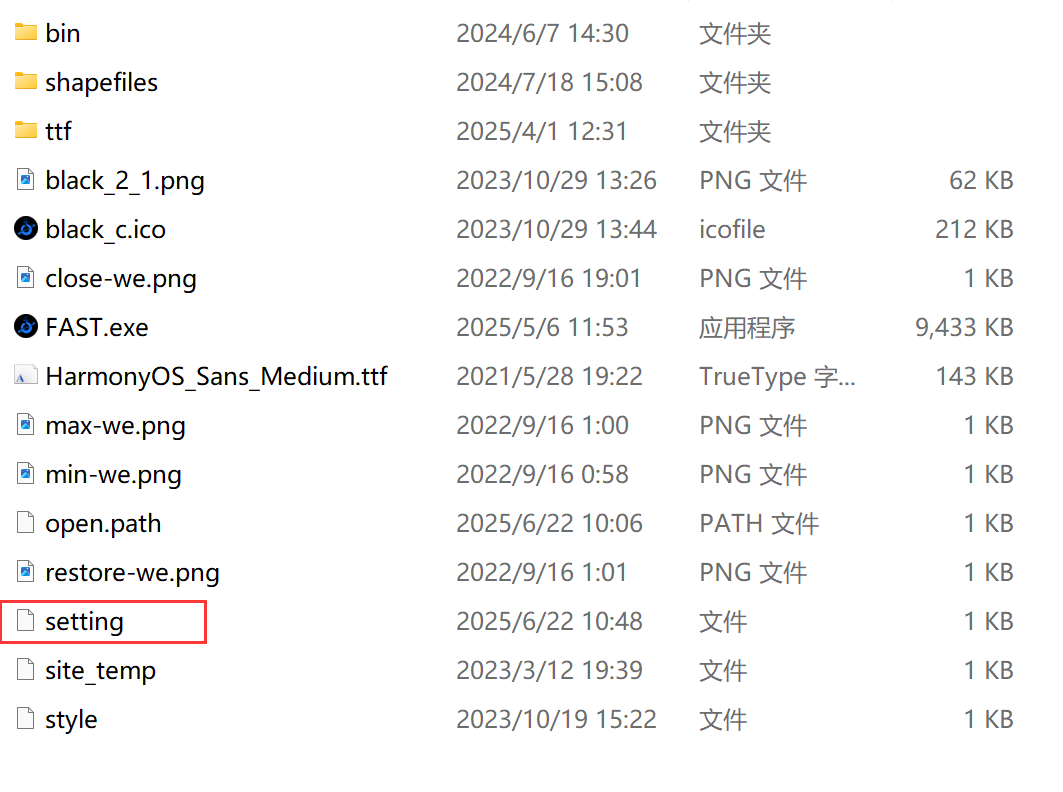 bin 2024/6/7 14:30 文件夹
shapefiles 2024/7/18 15:08 文件夹
ttf 2025/4/1 12:31 文件夹
black_2_1.png 2023/10/29 13:26 PNG 文件 62 KB
black_c.ico 2023/10/29 13:44 icofile 212 KB
close-we.png 2022/9/16 19:01 PNG 文件 1 KB
FAST.exe 2025/5/6 11:53 应用程序 9,433 KB
HarmonyOS_Sans_Medium.ttf 2021/5/28 19:22 TrueType 字... 143 KB
max-we.png 2022/9/16 1:00 PNG 文件 1 KB
min-we.png 2022/9/16 0:58 PNG 文件 1 KB
open.path 2025/6/22 10:06 PATH 文件 1 KB
restore-we.png 2022/9/16 1:01 PNG 文件 1 KB
setting 2025/6/22 10:48 文件 1 KB
site_temp 2023/3/12 19:39 文件 1 KB
style 2023/10/19 15:22 文件 1 KB